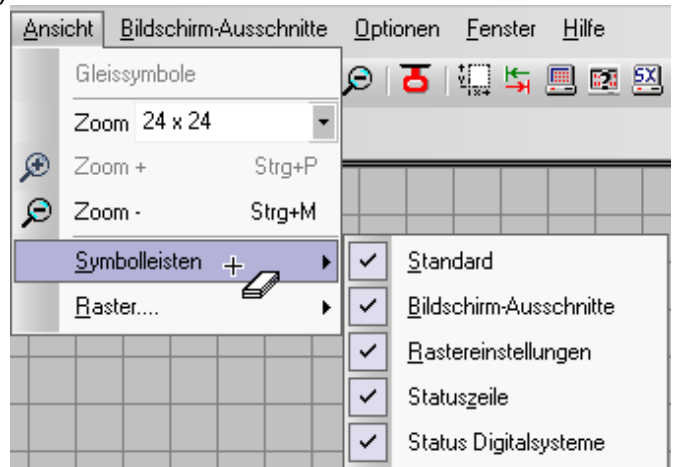 Ansicht Bildschirm-Ausschnitte Optionen Fenster Hilfe
Gleissymbole
Zoom 24 x 24
Zoom + Strg+P
Zoom - Strg+M
Symbolleisten
Raster....
Standard
Bildschirm-Ausschnitte
Rastereinstellungen
Statuszeile
Status Digitalsysteme
SX